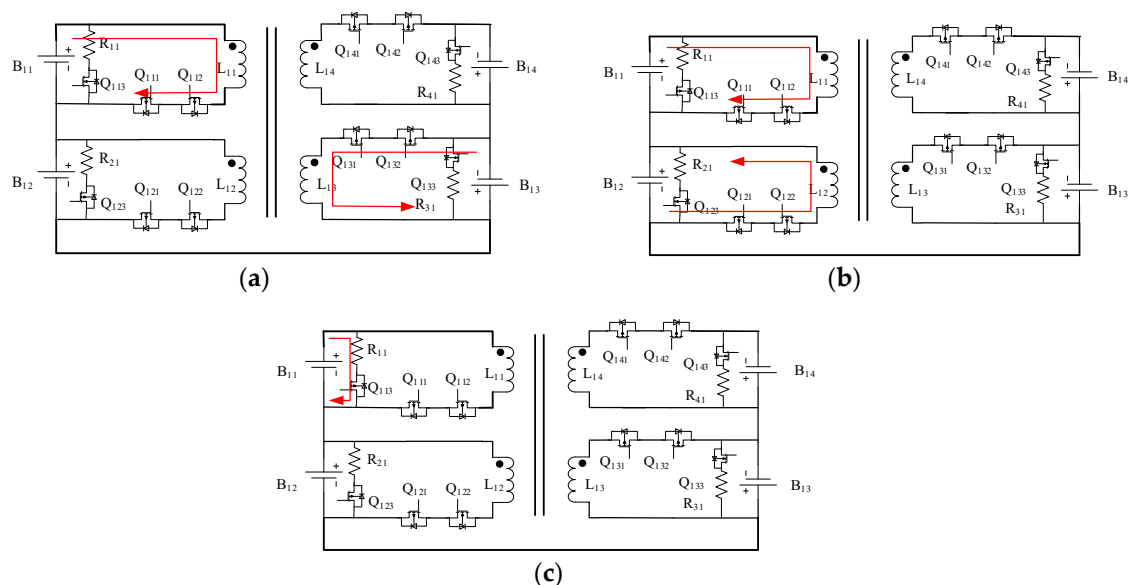 B₁₁ + R₁₁ Q₁₁₃ Q₁₁₁ Q₁₁₂ L₁₁ L₁₄ Q₁₄₁ Q₁₄₂ Q₁₄₃ R₄₁ + B₁₄
B₁₂ + R₂₁ Q₁₂₃ Q₁₂₁ Q₁₂₂ L₁₂ L₁₃ Q₁₃₁ Q₁₃₂ Q₁₃₃ R₃₁ + B₁₃
(a)
B₁₁ + R₁₁ Q₁₁₃ Q₁₁₁ Q₁₁₂ L₁₁ L₁₄ Q₁₄₁ Q₁₄₂ Q₁₄₃ R₄₁ + B₁₄
B₁₂ + R₂₁ Q₁₂₃ Q₁₂₁ Q₁₂₂ L₁₂ L₁₃ Q₁₃₁ Q₁₃₂ Q₁₃₃ R₃₁ + B₁₃
(b)
B₁₁ + R₁₁ Q₁₁₃ Q₁₁₁ Q₁₁₂ L₁₁ L₁₄ Q₁₄₁ Q₁₄₂ Q₁₄₃ R₄₁ + B₁₄
B₁₂ + R₂₁ Q₁₂₃ Q₁₂₁ Q₁₂₂ L₁₂ L₁₃ Q₁₃₁ Q₁₃₂ Q₁₃₃ R₃₁ + B₁₃
(c)